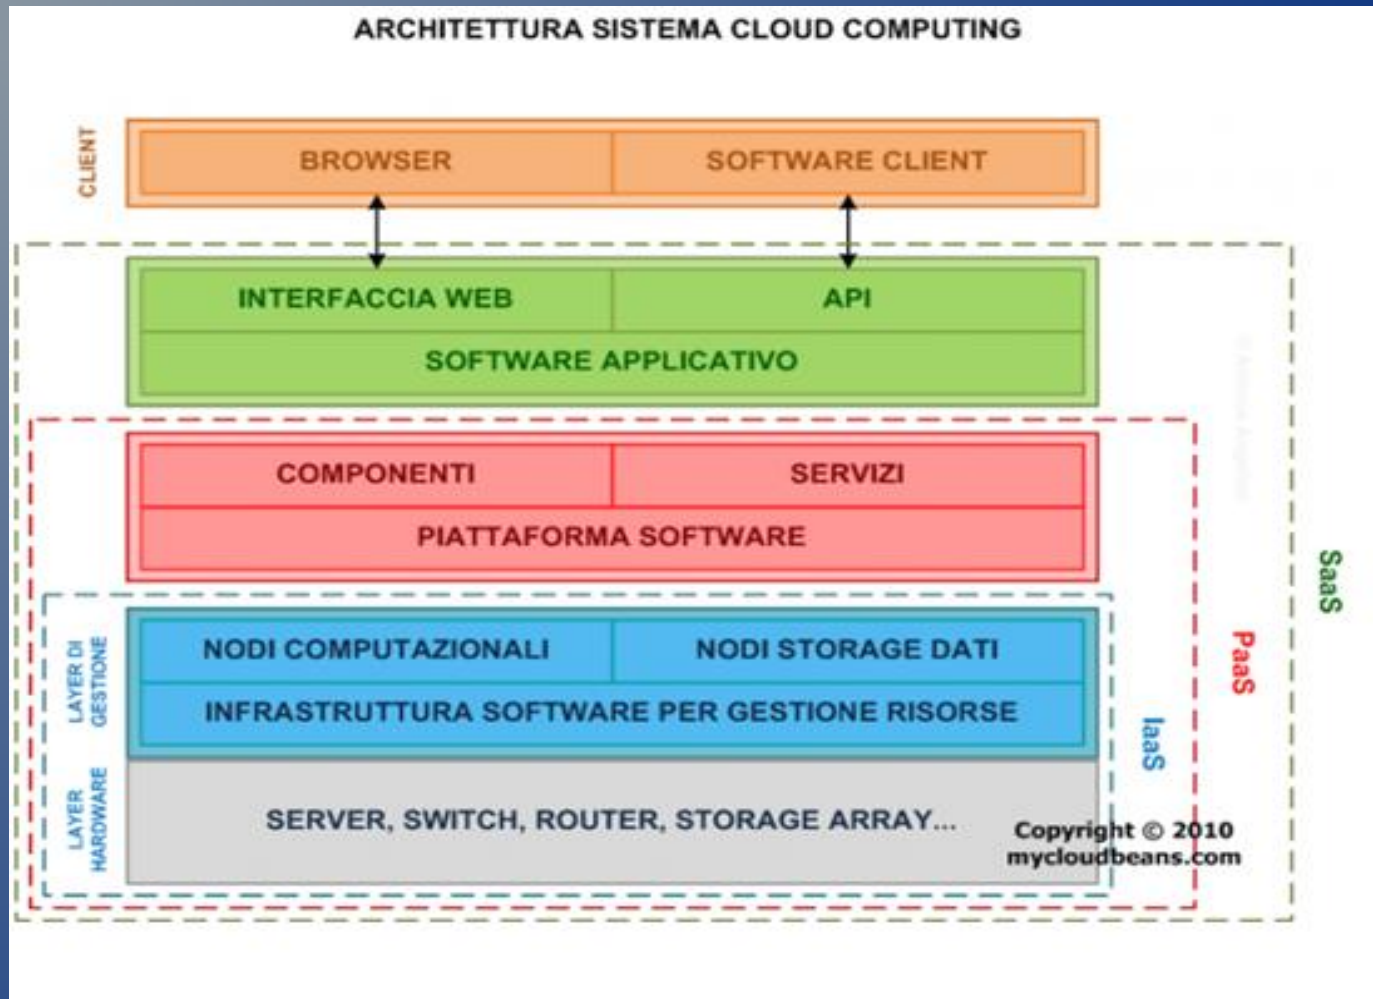 ARCHITETTURA SISTEMA CLOUD COMPUTING
CLIENT
BROWSER
SOFTWARE CLIENT
INTERFACCIA WEB
API
SOFTWARE APPLICATIVO
COMPONENTI
SERVIZI
PIATTAFORMA SOFTWARE
LAYER DI
GESTIONE
NODI COMPUTAZIONALI
NODI STORAGE DATI
INFRASTRUTTURA SOFTWARE PER GESTIONE RISORSE
LAYER
HARDWARE
SERVER, SWITCH, ROUTER, STORAGE ARRAY...
IaaS
PaaS
SaaS
Copyright © 2010
mycloudbeans.com